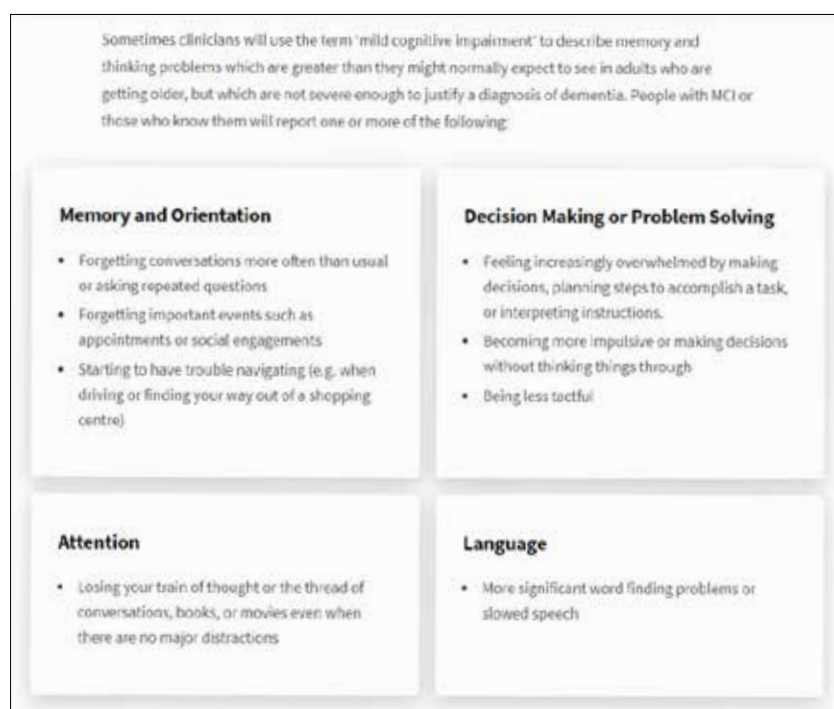 Sometimes clinicians will use the term 'mild cognitive impairment' to describe memory and
thinking problems which are greater than they might normally expect to see in adults who are
getting older, but which are not severe enough to justify a diagnosis of dementia. People with MCI or
those who know them will report one or more of the following:
Memory and Orientation
• Forgetting conversations more often than usual
or asking repeated questions
• Forgetting important events such as
appointments or social engagements
• Starting to have trouble navigating (e.g. when
driving or finding your way out of a shopping
centre)
Decision Making or Problem Solving
• Feeling increasingly overwhelmed by making
decisions, planning steps to accomplish a task,
or interpreting instructions.
• Becoming more impulsive or making decisions
without thinking things through
• Being less tactful
Attention
• Losing your train of thought or the thread of
conversations, books, or movies even when
there are no major distractions
Language
• More significant word finding problems or
slowed speech